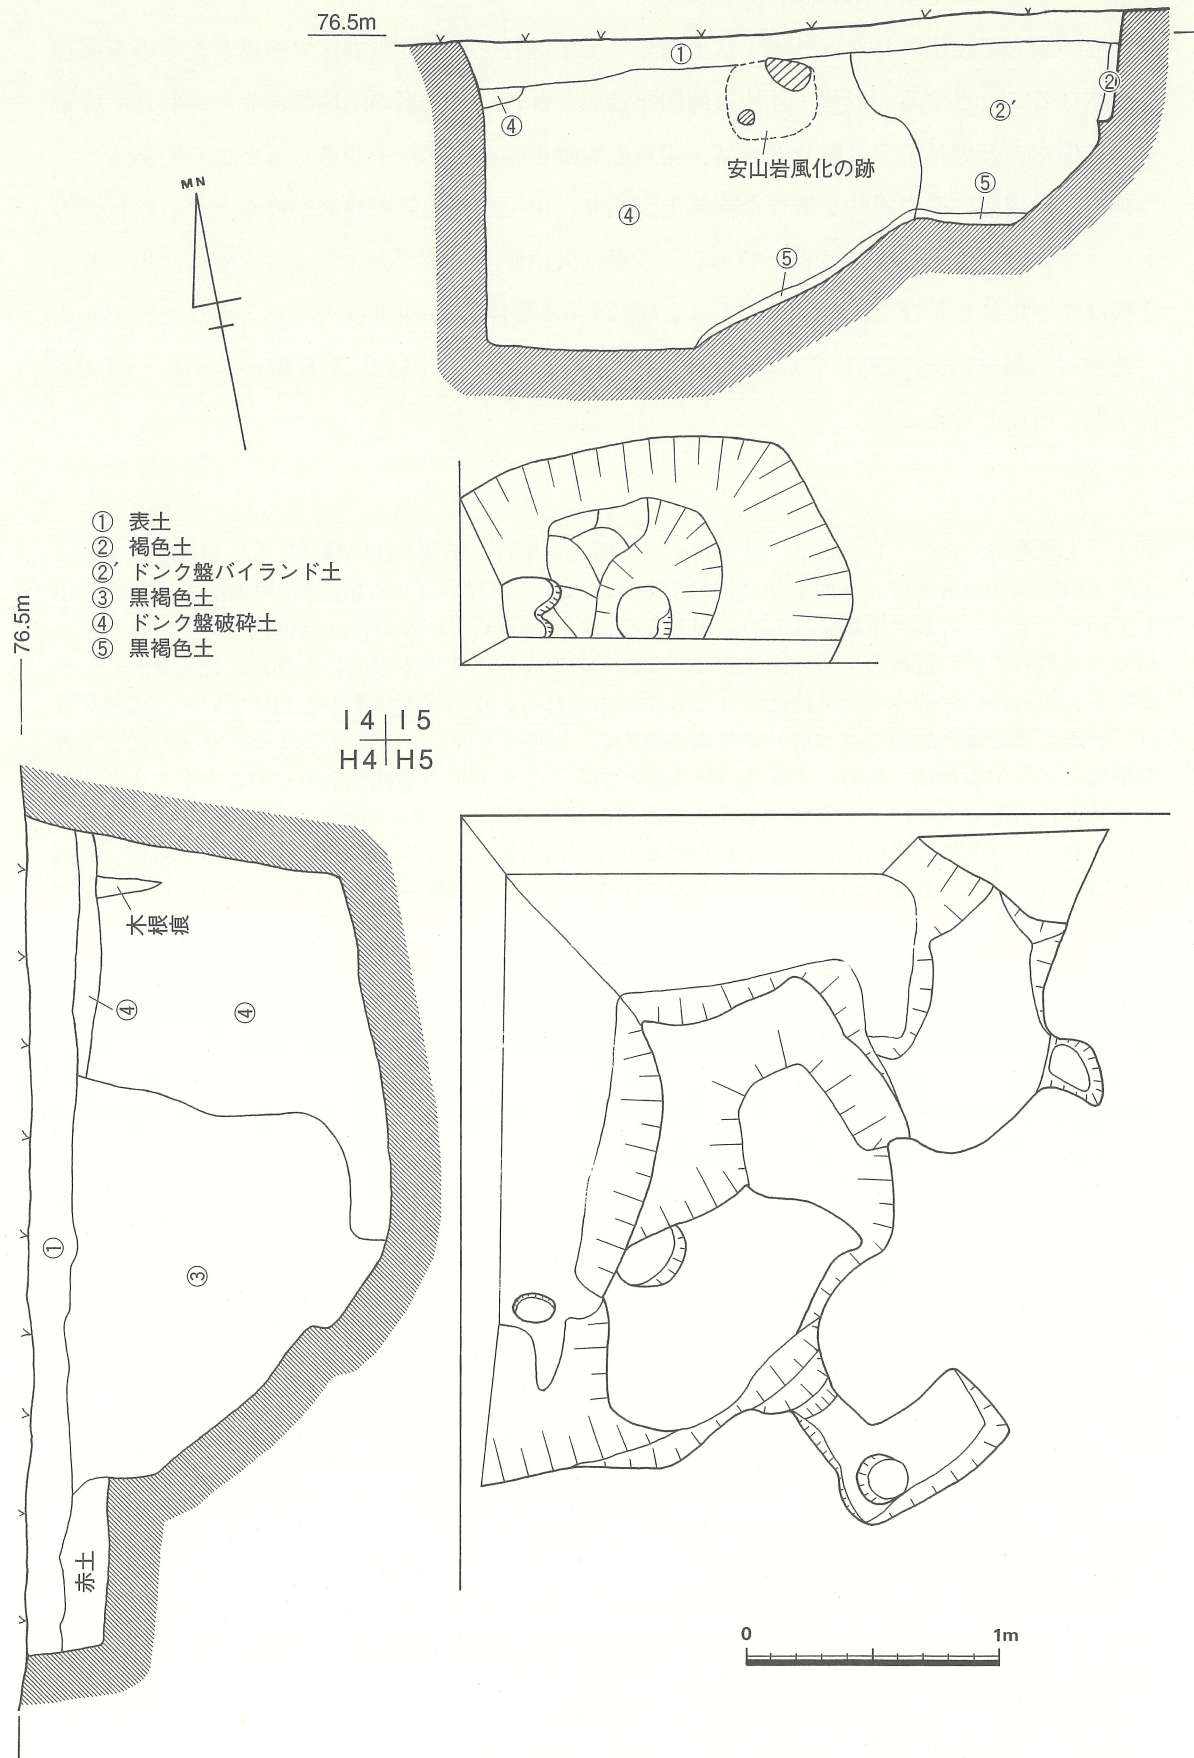 76.5m
①
②
②′
④
安山岩風化の跡
⑤
④
⑤
MN
① 表土
② 褐色土
②′ ドンク盤バイランド土
③ 黒褐色土
④ ドンク盤破砕土
⑤ 黒褐色土
76.5m
I4 I5
H4 H5
木根痕
④
④
①
③
赤土
0 1m